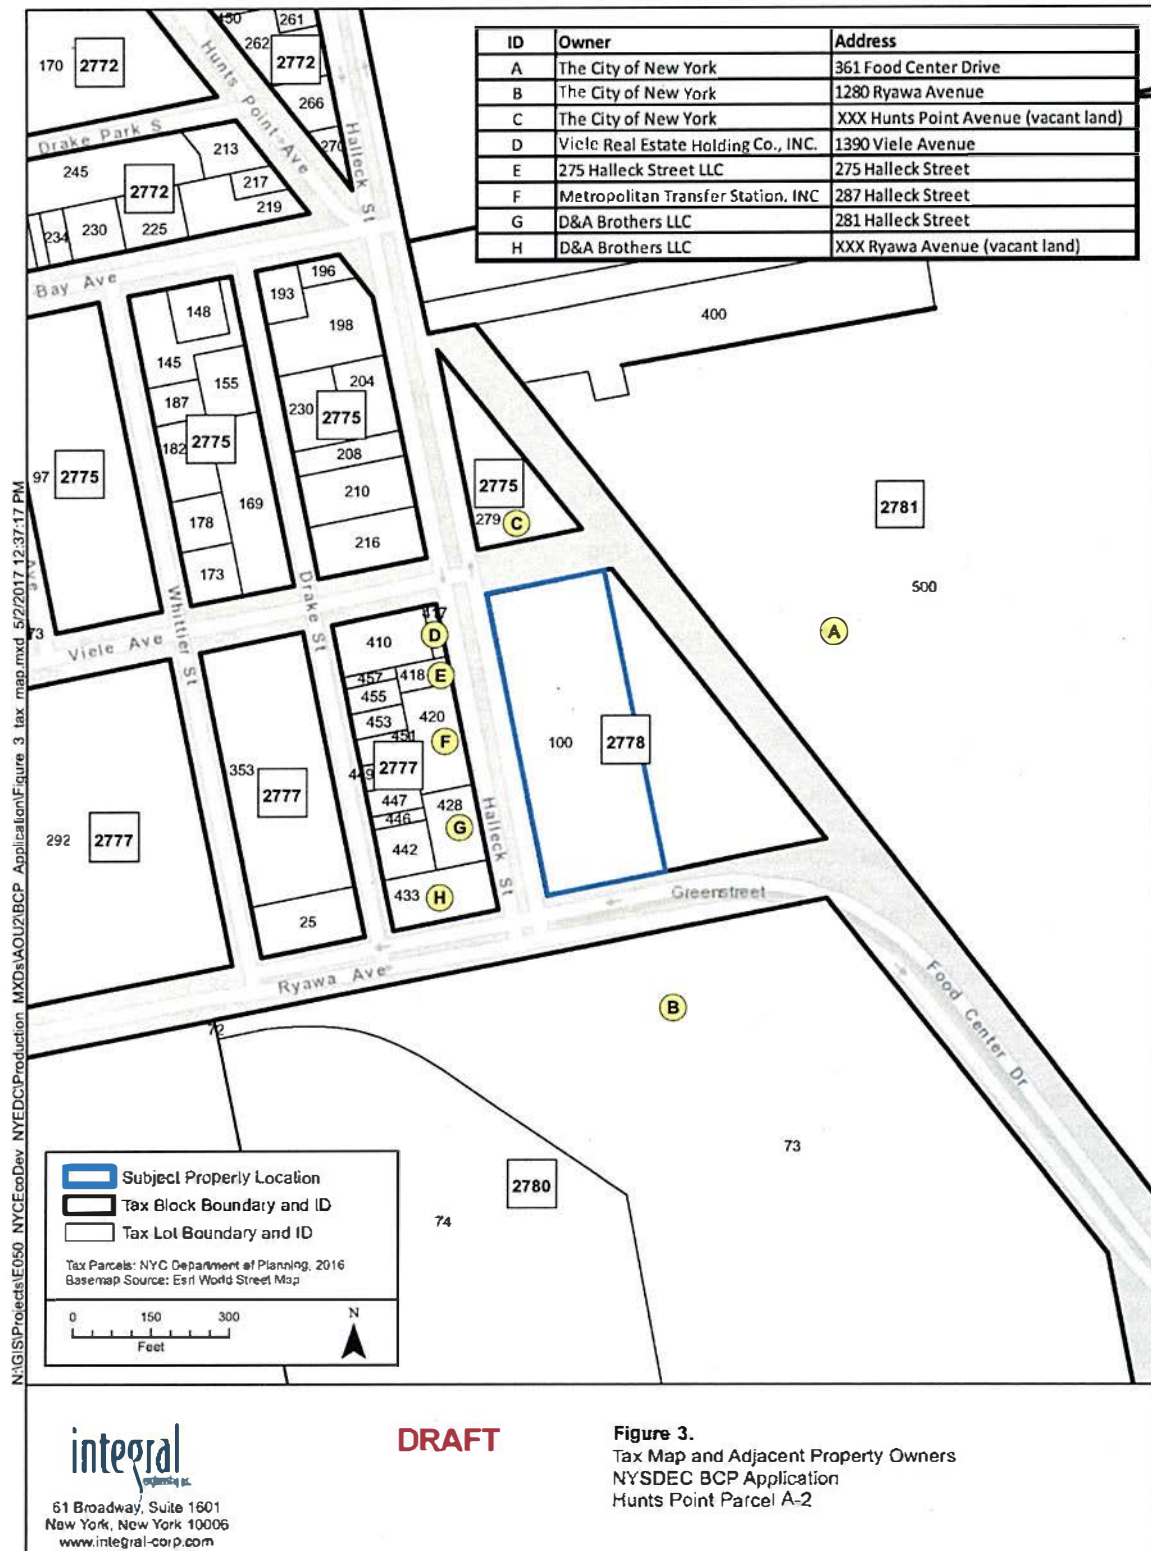 ID Owner Address
A The City of New York 361 Food Center Drive
B The City of New York 1280 Ryawa Avenue
C The City of New York XXX Hunts Point Avenue (vacant land)
D Viele Real Estate Holding Co., INC. 1390 Viele Avenue
E 275 Halleck Street LLC 275 Halleck Street
F Metropolitan Transfer Station, INC 287 Halleck Street
G D&A Brothers LLC 281 Halleck Street
H D&A Brothers LLC XXX Ryawa Avenue (vacant land)
450
261
262
170
2772
2772
Hunts Point Ave
266
270
Halleck St
Drake Park S
213
245
2772
217
219
234
230
225
Bay Ave
196
193
148
198
400
145
155
204
187
230
2775
2775
182
208
97
2775
210
169
2775
279
C
2781
178
216
173
500
Ave
Whittier St
Drake St
73
Viele Ave
417
410
D
A
457
418
E
455
453
420
451
F
100
2778
449
2777
353
2777
447
428
446
G
292
2777
442
Halleck St
433
H
25
Greenstreet
Ryawa Ave
B
Food Center Dr
72
73
74
2780
Subject Property Location
Tax Block Boundary and ID
Tax Lot Boundary and ID
Tax Parcels: NYC Department of Planning, 2016
Basemap Source: Esri World Street Map
0 150 300
Feet
N
N:\GIS\Projects\E050_NYCEcoDev_NYEDC\Production_MXDs\AOU2\BCP_Application\Figure_3_tax_map.mxd 5/2/2017 12:37:17 PM
integral
engineering p.c.
61 Broadway, Suite 1601
New York, New York 10006
www.integral-corp.com
DRAFT
Figure 3.
Tax Map and Adjacent Property Owners
NYSDEC BCP Application
Hunts Point Parcel A-2